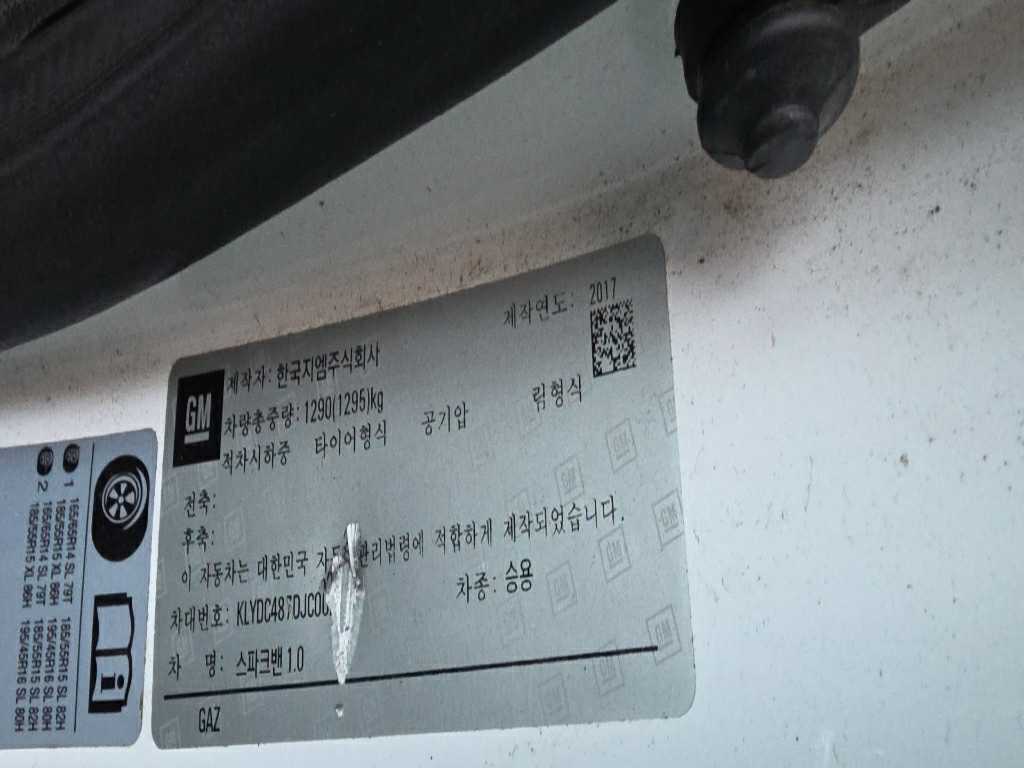 제작연도: 2017
GM
제작자: 한국지엠주식회사
차량총중량: 1290(1295)kg
적차시하중 타이어형식 공기압 림형식
전축:
후축:
이 자동차는 대한민국 자동차관리법령에 적합하게 제작되었습니다.
차대번호: KLYDC487DJC00
차종: 승용
차 명: 스파크밴 1.0
GAZ
1 165/65R14 SL 79T 185/55R15 SL 82H
185/55R15 XL 86H 195/45R16 SL 80H
2 165/65R14 SL 79T 185/55R15 SL 82H
185/55R15 XL 86H 195/45R16 SL 80H